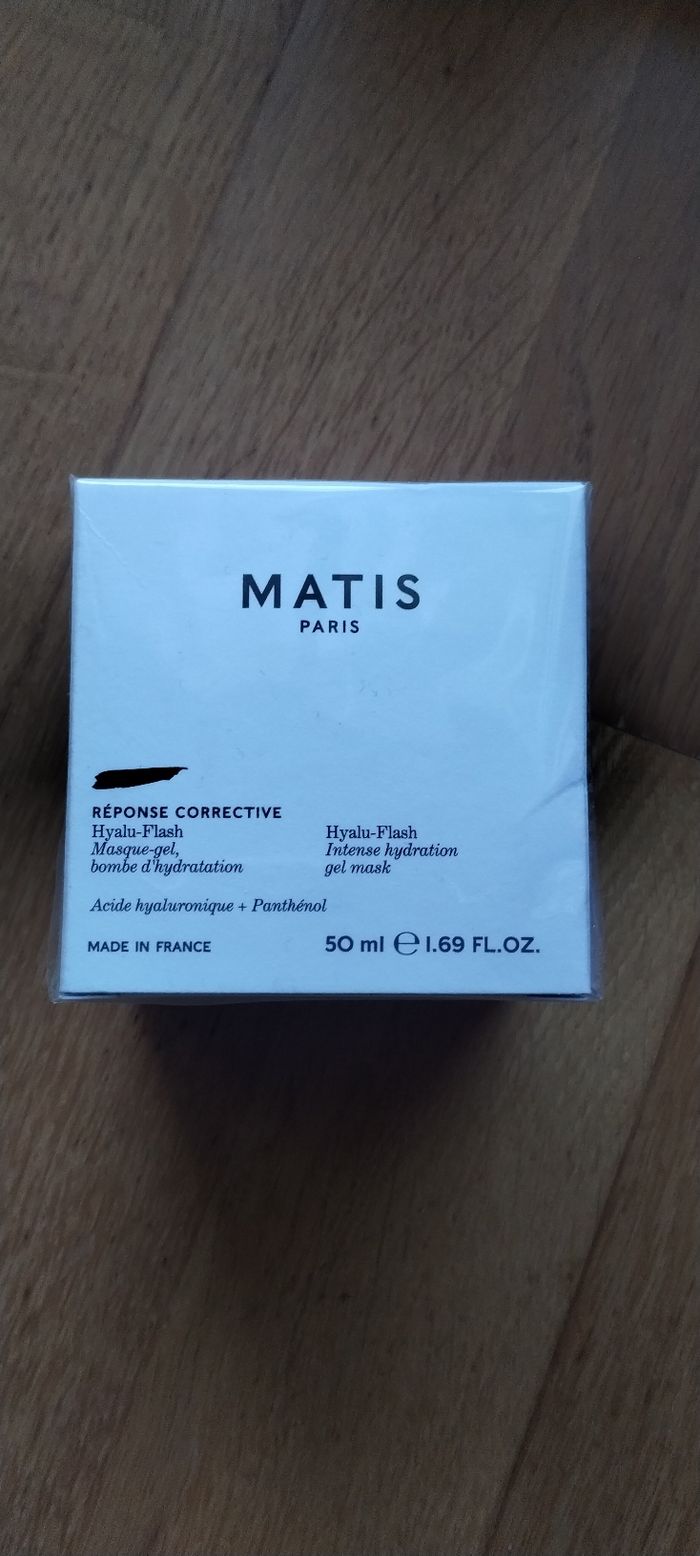 MATIS
PARIS
RÉPONSE CORRECTIVE
Hyalu-Flash
Masque-gel,
bombe d'hydratation
Hyalu-Flash
Intense hydration
gel mask
Acide hyaluronique + Panthénol
MADE IN FRANCE
50 ml ℮ 1.69 FL.OZ.